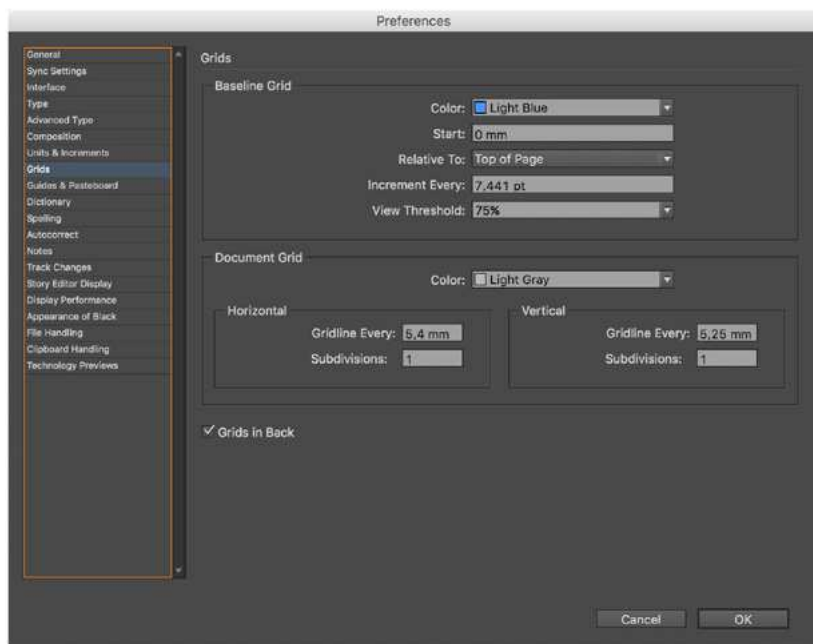 Preferences
General
Sync Settings
Interface
Type
Advanced Type
Composition
Units & Increments
Grids
Guides & Pasteboard
Dictionary
Spelling
Autocorrect
Notes
Track Changes
Story Editor Display
Display Performance
Appearance of Black
File Handling
Clipboard Handling
Technology Previews
Grids
Baseline Grid
Color: Light Blue
Start: 0 mm
Relative To: Top of Page
Increment Every: 7,441 pt
View Threshold: 75%
Document Grid
Color: Light Gray
Horizontal
Gridline Every: 5,4 mm
Subdivisions: 1
Vertical
Gridline Every: 5,25 mm
Subdivisions: 1
Grids in Back
Cancel OK